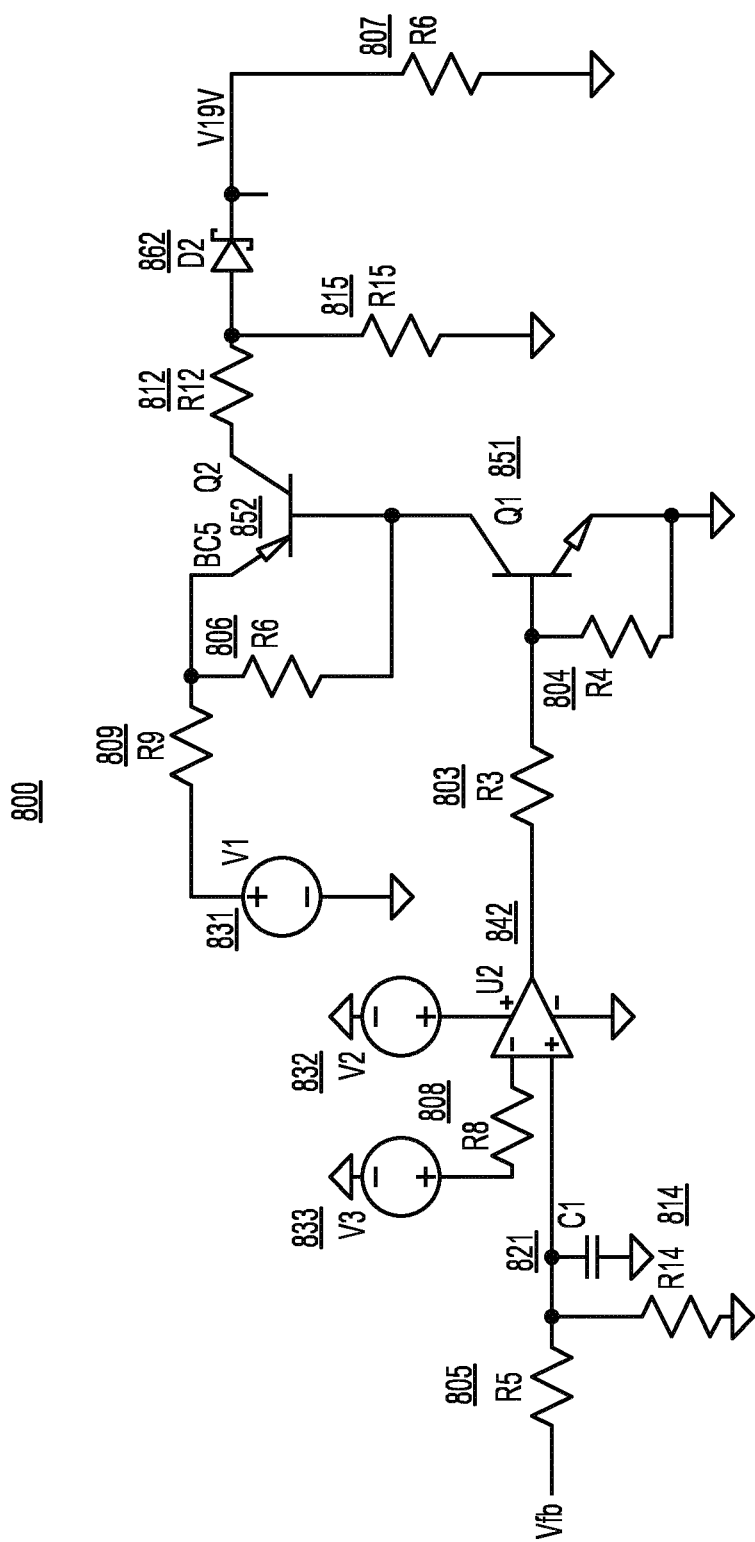 800
807
R6
V19V
862
D2
815
R15
812
R12
Q2
BC5
852
806
R6
809
R9
V1
831
+
–
851
Q1
804
R4
803
R3
842
U2
+
–
–
+
832
V2
–
+
808
R8
833
V3
–
+
821
C1
814
R14
805
R5
Vfb